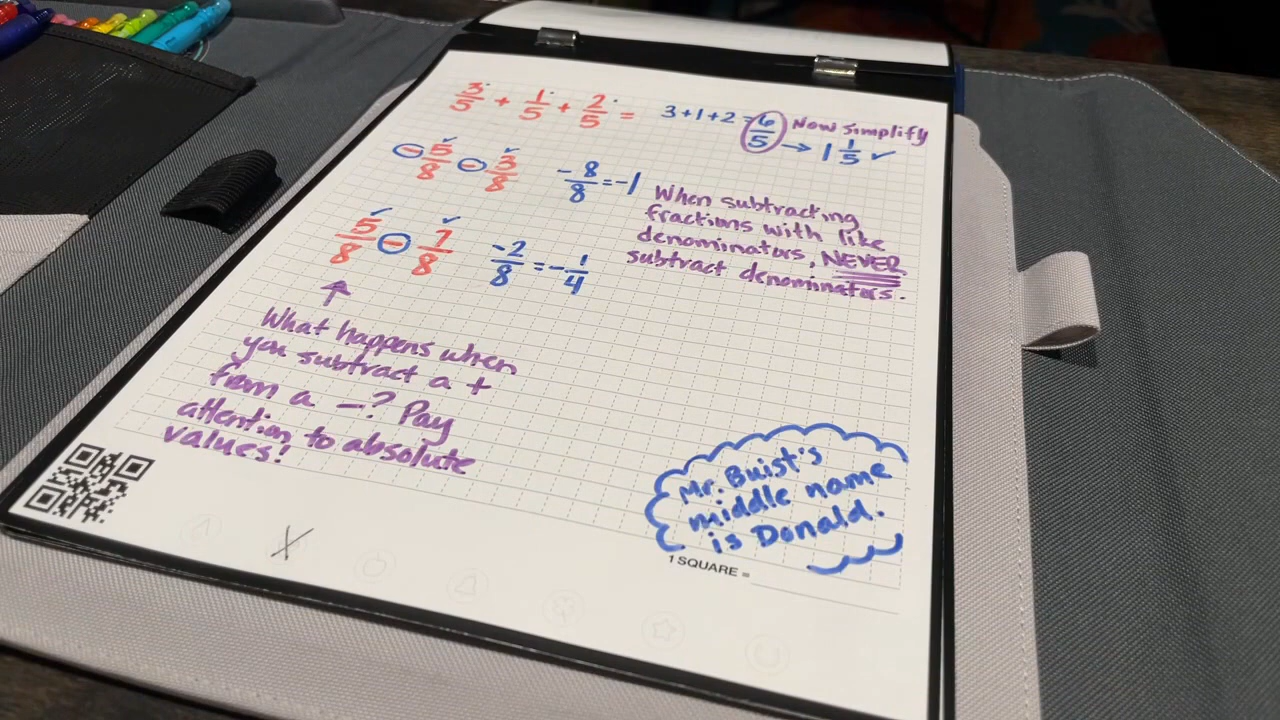 3/5 + 1/5 + 2/5 = 3+1+2 = 6/5 Now simplify
→ 1 1/5 ✓
- 5/8 - 3/8 - 8/8 = -1
When subtracting
fractions with like
denominators, NEVER
subtract denominators.
5/8 - 7/8 -2/8 = - 1/4
What happens when
you subtract a +
from a -? Pay
attention to absolute
values!
Mr. Buist's
middle name
is Donald.
1 SQUARE =
X